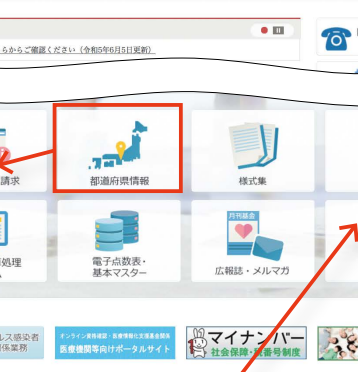 らからご確認ください（令和5年6月5日更新）
請求
都道府県情報
様式集
処理
電子点数表・
基本マスター
月刊基金
広報誌・メルマガ
ルス感染者
係業務
オンライン資格確認・医療情報化支援基金関係
医療機関等向けポータルサイト
マイナンバー
社会保障・税番号制度